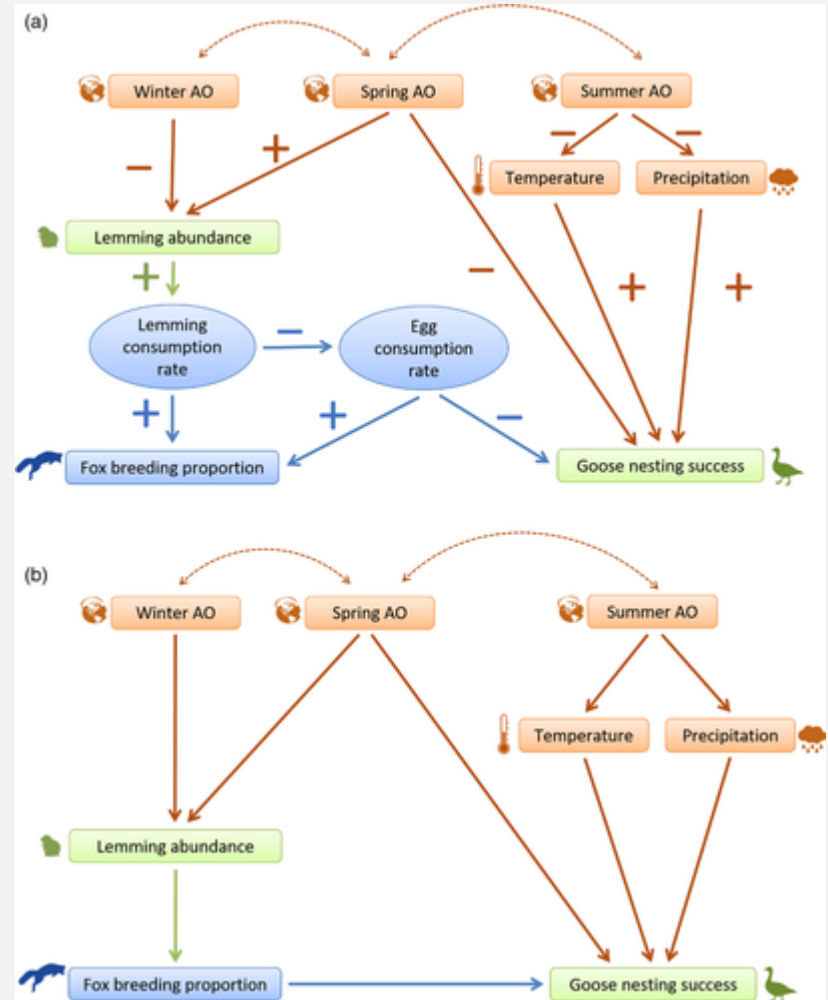 (a)
Winter AO
Spring AO
Summer AO
−
+
−
−
Temperature
Precipitation
Lemming abundance
+
−
+
+
Lemming
consumption
rate
−
Egg
consumption
rate
+
+
−
Fox breeding proportion
Goose nesting success
(b)
Winter AO
Spring AO
Summer AO
Temperature
Precipitation
Lemming abundance
Fox breeding proportion
Goose nesting success